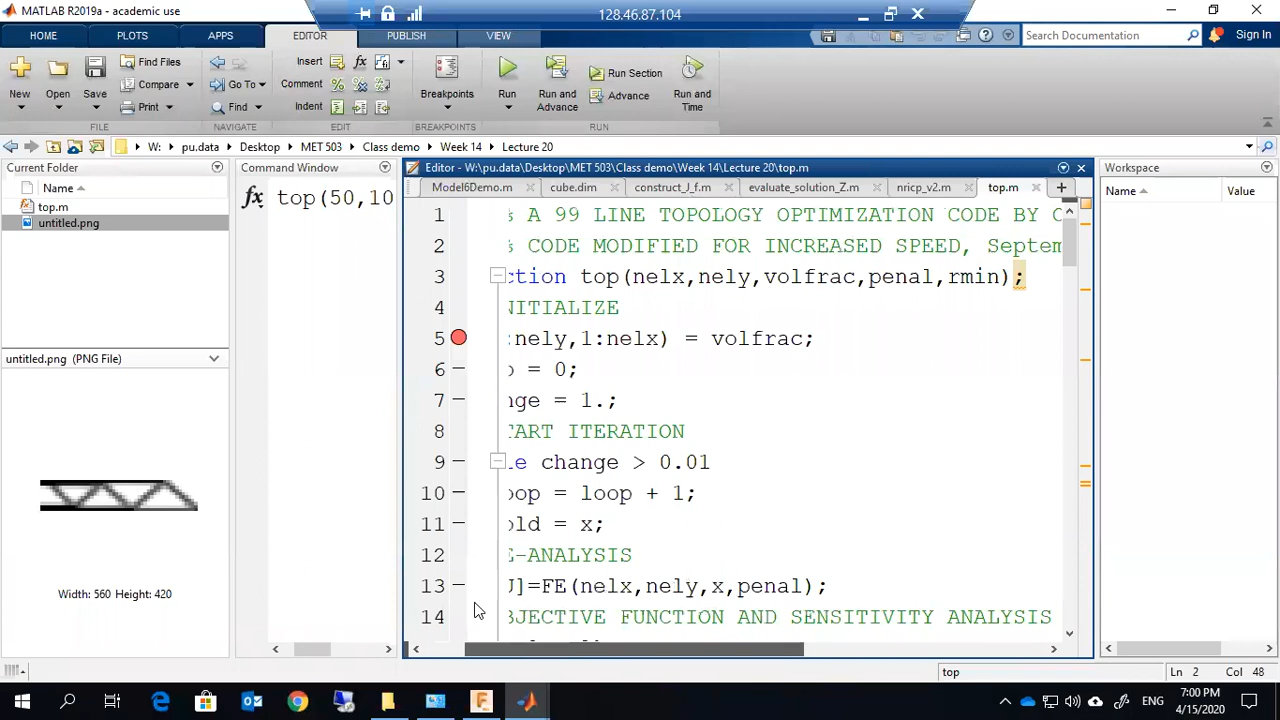 MATLAB R2019a - academic use
128.46.87.104
HOME
PLOTS
APPS
EDITOR
PUBLISH
VIEW
Search Documentation
Sign In
New
Open
Save
Find Files
Compare
Print
Go To
Find
Insert
Comment
Indent
fx
Breakpoints
Run
Run and Advance
Run Section
Advance
Run and Time
FILE
NAVIGATE
EDIT
BREAKPOINTS
RUN
W:
pu.data
Desktop
MET 503
Class demo
Week 14
Lecture 20
Current Folder
Name
top.m
untitled.png
untitled.png (PNG File)
Width: 560 Height: 420
Command Window
fx top(50,10
Editor - W:\pu.data\Desktop\MET 503\Class demo\Week 14\Lecture 20\top.m
Model6Demo.m
cube.dim
construct_J_f.m
evaluate_solution_Z.m
nricp_v2.m
top.m
1 % A 99 LINE TOPOLOGY OPTIMIZATION CODE BY
2 % CODE MODIFIED FOR INCREASED SPEED, Septem
3 ction top(nelx,nely,volfrac,penal,rmin);
4 NITIALIZE
5 :nely,1:nelx) = volfrac;
6 = 0;
7 nge = 1.;
8 TART ITERATION
9 le change > 0.01
10 oop = loop + 1;
11 old = x;
12 E-ANALYSIS
13 U]=FE(nelx,nely,x,penal);
14 BJECTIVE FUNCTION AND SENSITIVITY ANALYSIS
Workspace
Name
Value
top
Ln 2
Col 48
ENG
7:00 PM
4/15/2020